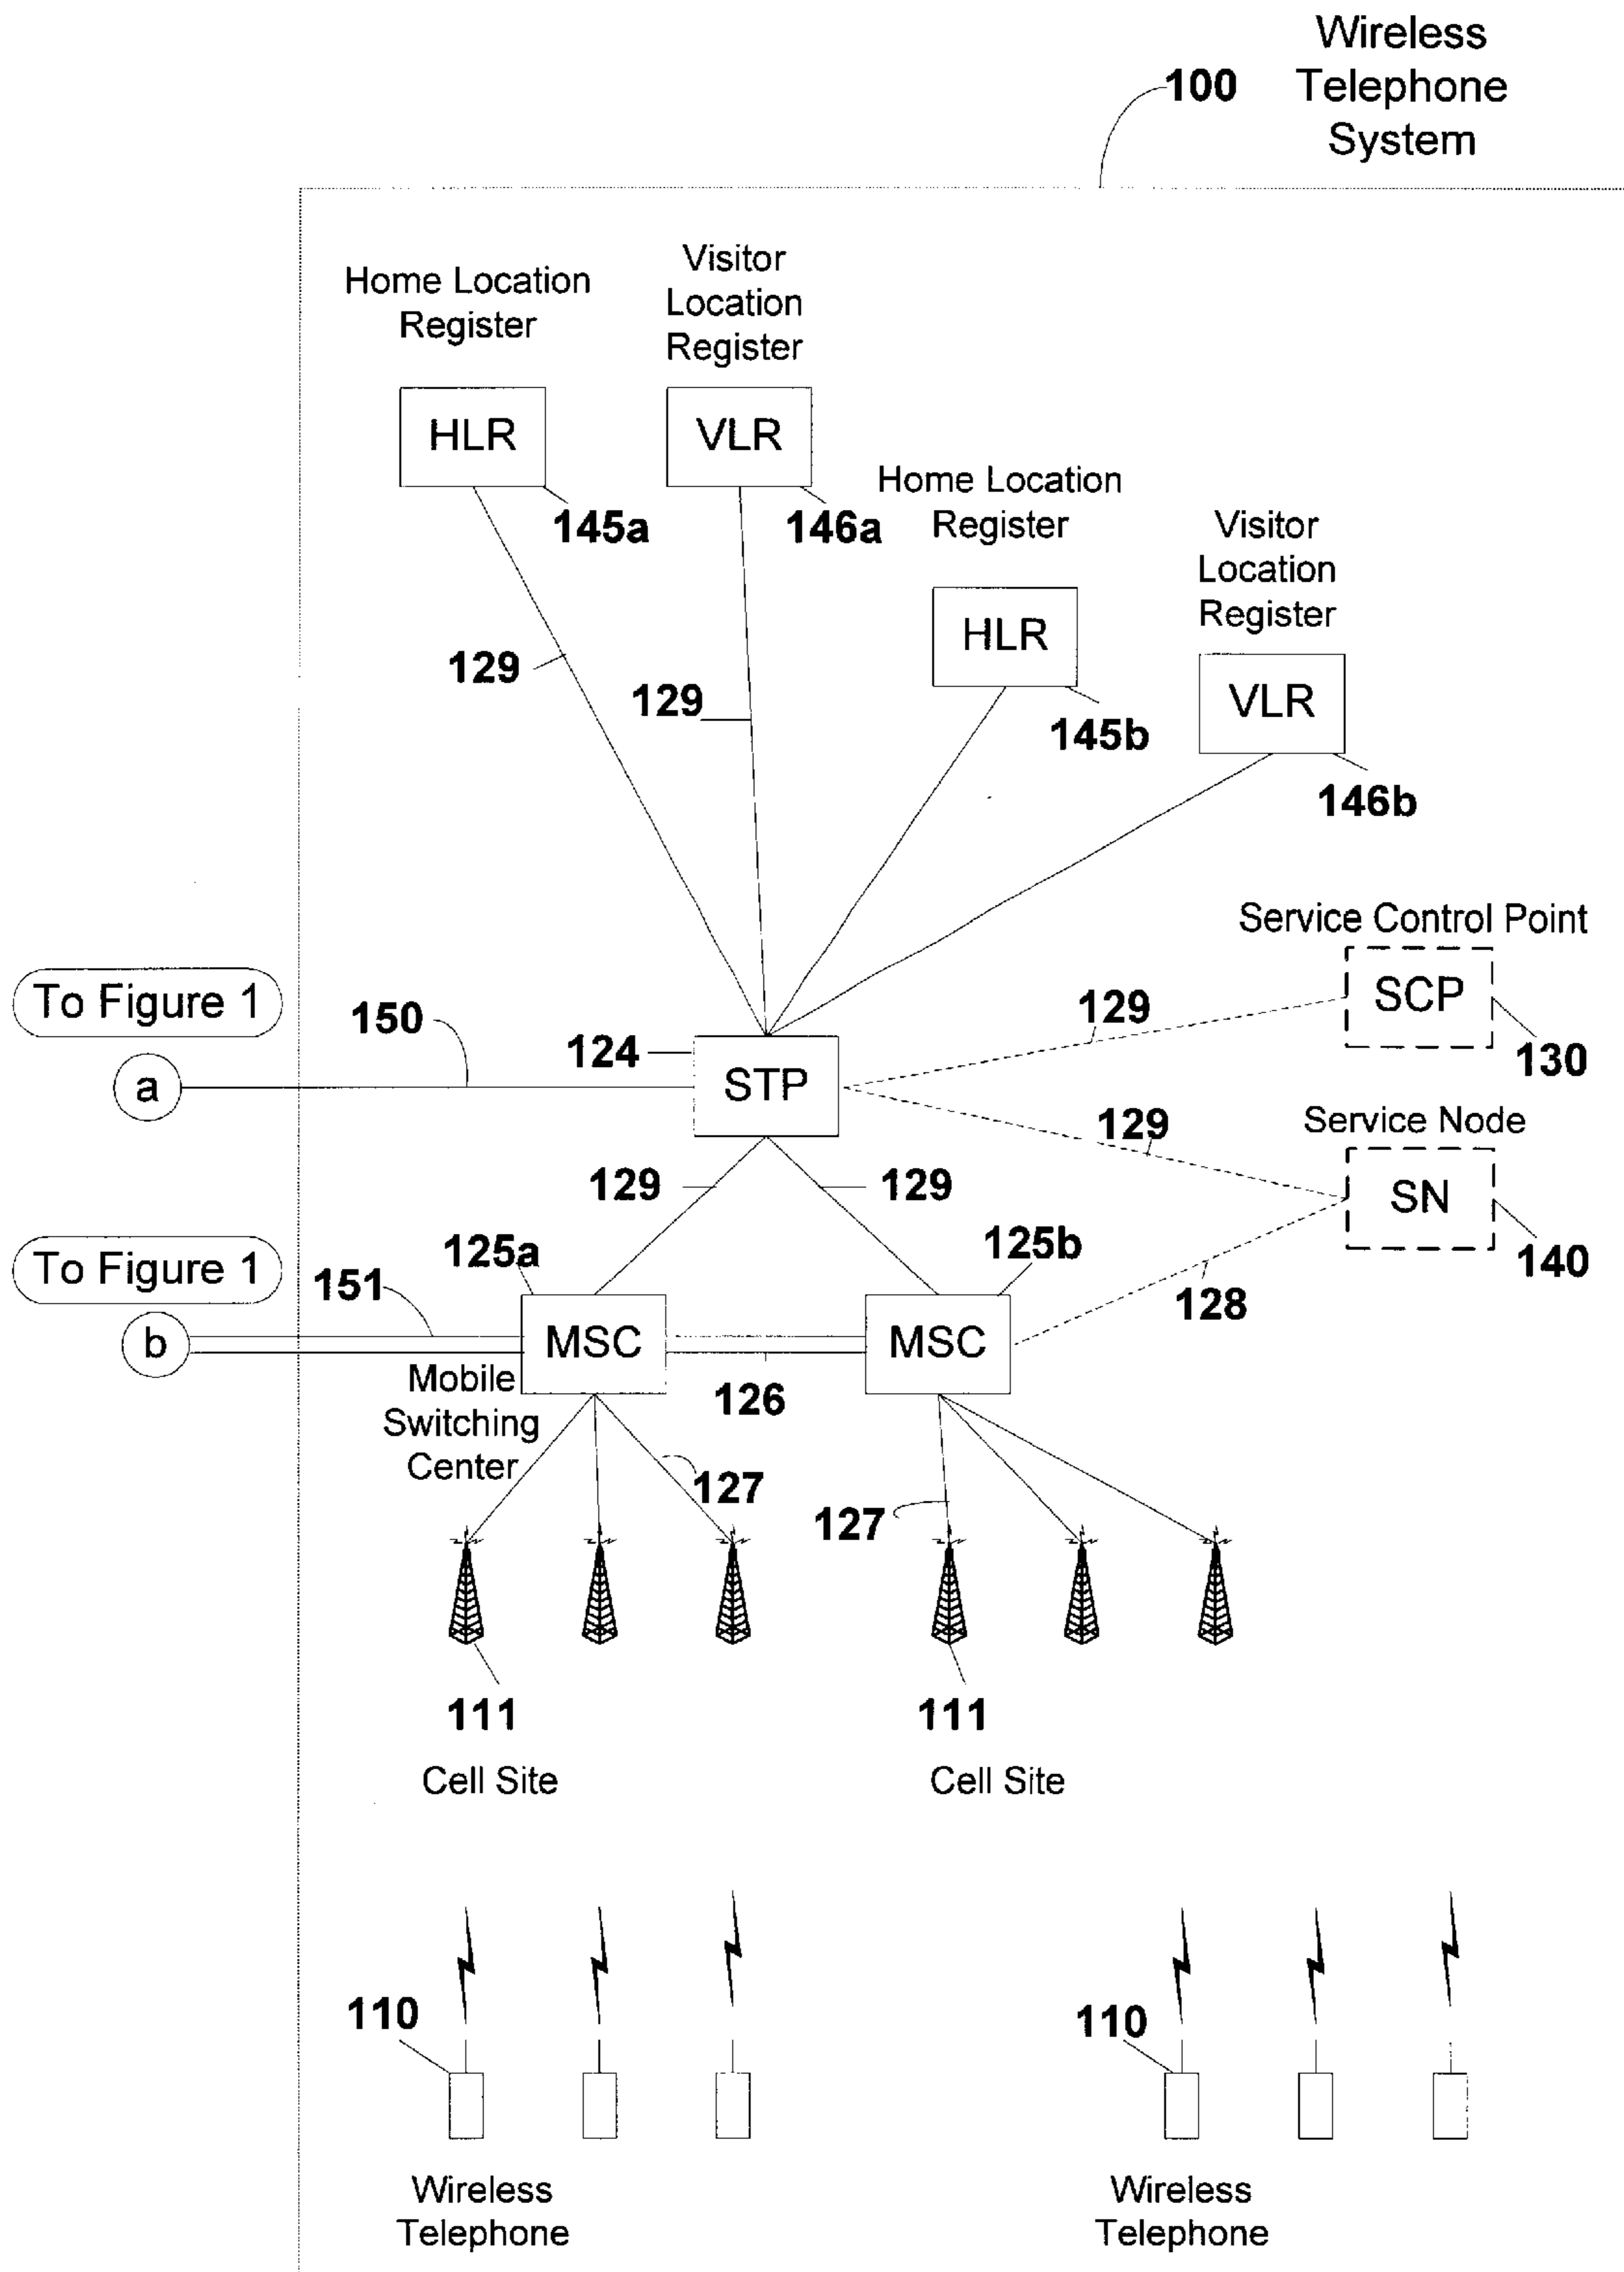 Wireless
Telephone
System
100
Home Location
Register
Visitor
Location
Register
HLR
VLR
145a
146a
Home Location
Register
Visitor
Location
Register
HLR
VLR
129
129
145b
146b
Service Control Point
SCP
129
130
To Figure 1
150
a
124
STP
Service Node
129
SN
140
129
129
To Figure 1
125a
125b
151
128
b
MSC
MSC
Mobile
Switching
Center
126
127
127
111
111
Cell Site
Cell Site
110
110
Wireless
Telephone
Wireless
Telephone